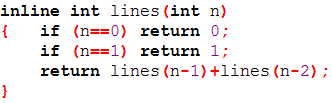 inline int lines(int n)
{   if (n==0) return 0;
    if (n==1) return 1;
    return lines(n-1)+lines(n-2);
}